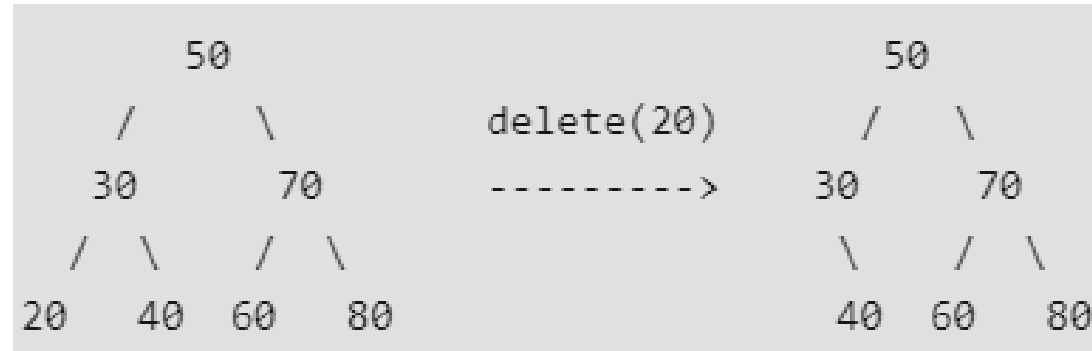 50 50
/ \ delete(20) / \
30 70 ---------> 30 70
/ \ / \ \ / \
20 40 60 80 40 60 80